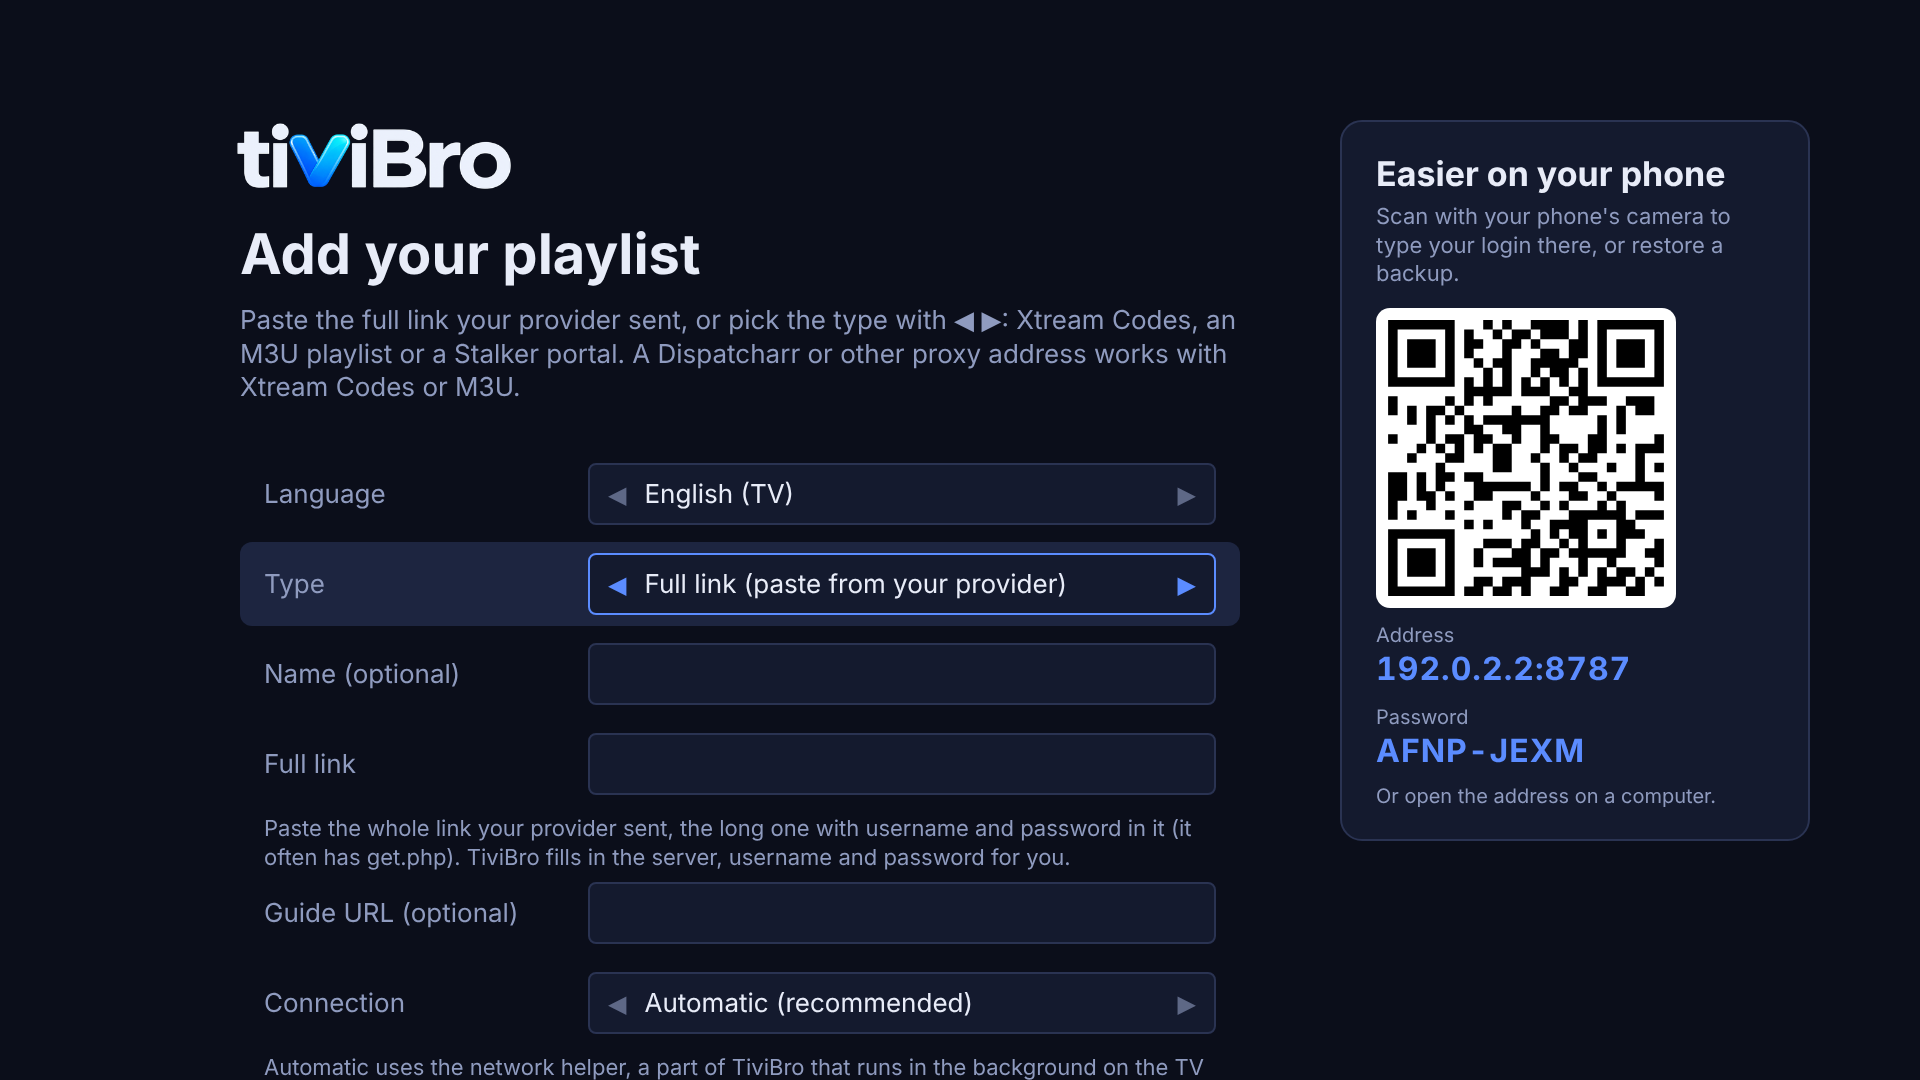 tiviBro
Add your playlist
Paste the full link your provider sent, or pick the type with ◀ ▶: Xtream Codes, an
M3U playlist or a Stalker portal. A Dispatcharr or other proxy address works with
Xtream Codes or M3U.
Language
◀ English (TV) ▶
Type
◀ Full link (paste from your provider) ▶
Name (optional)
Full link
Paste the whole link your provider sent, the long one with username and password in it (it
often has get.php). TiviBro fills in the server, username and password for you.
Guide URL (optional)
Connection
◀ Automatic (recommended) ▶
Automatic uses the network helper, a part of TiviBro that runs in the background on the TV
Easier on your phone
Scan with your phone's camera to
type your login there, or restore a
backup.
Address
192.0.2.2:8787
Password
AFNP-JEXM
Or open the address on a computer.